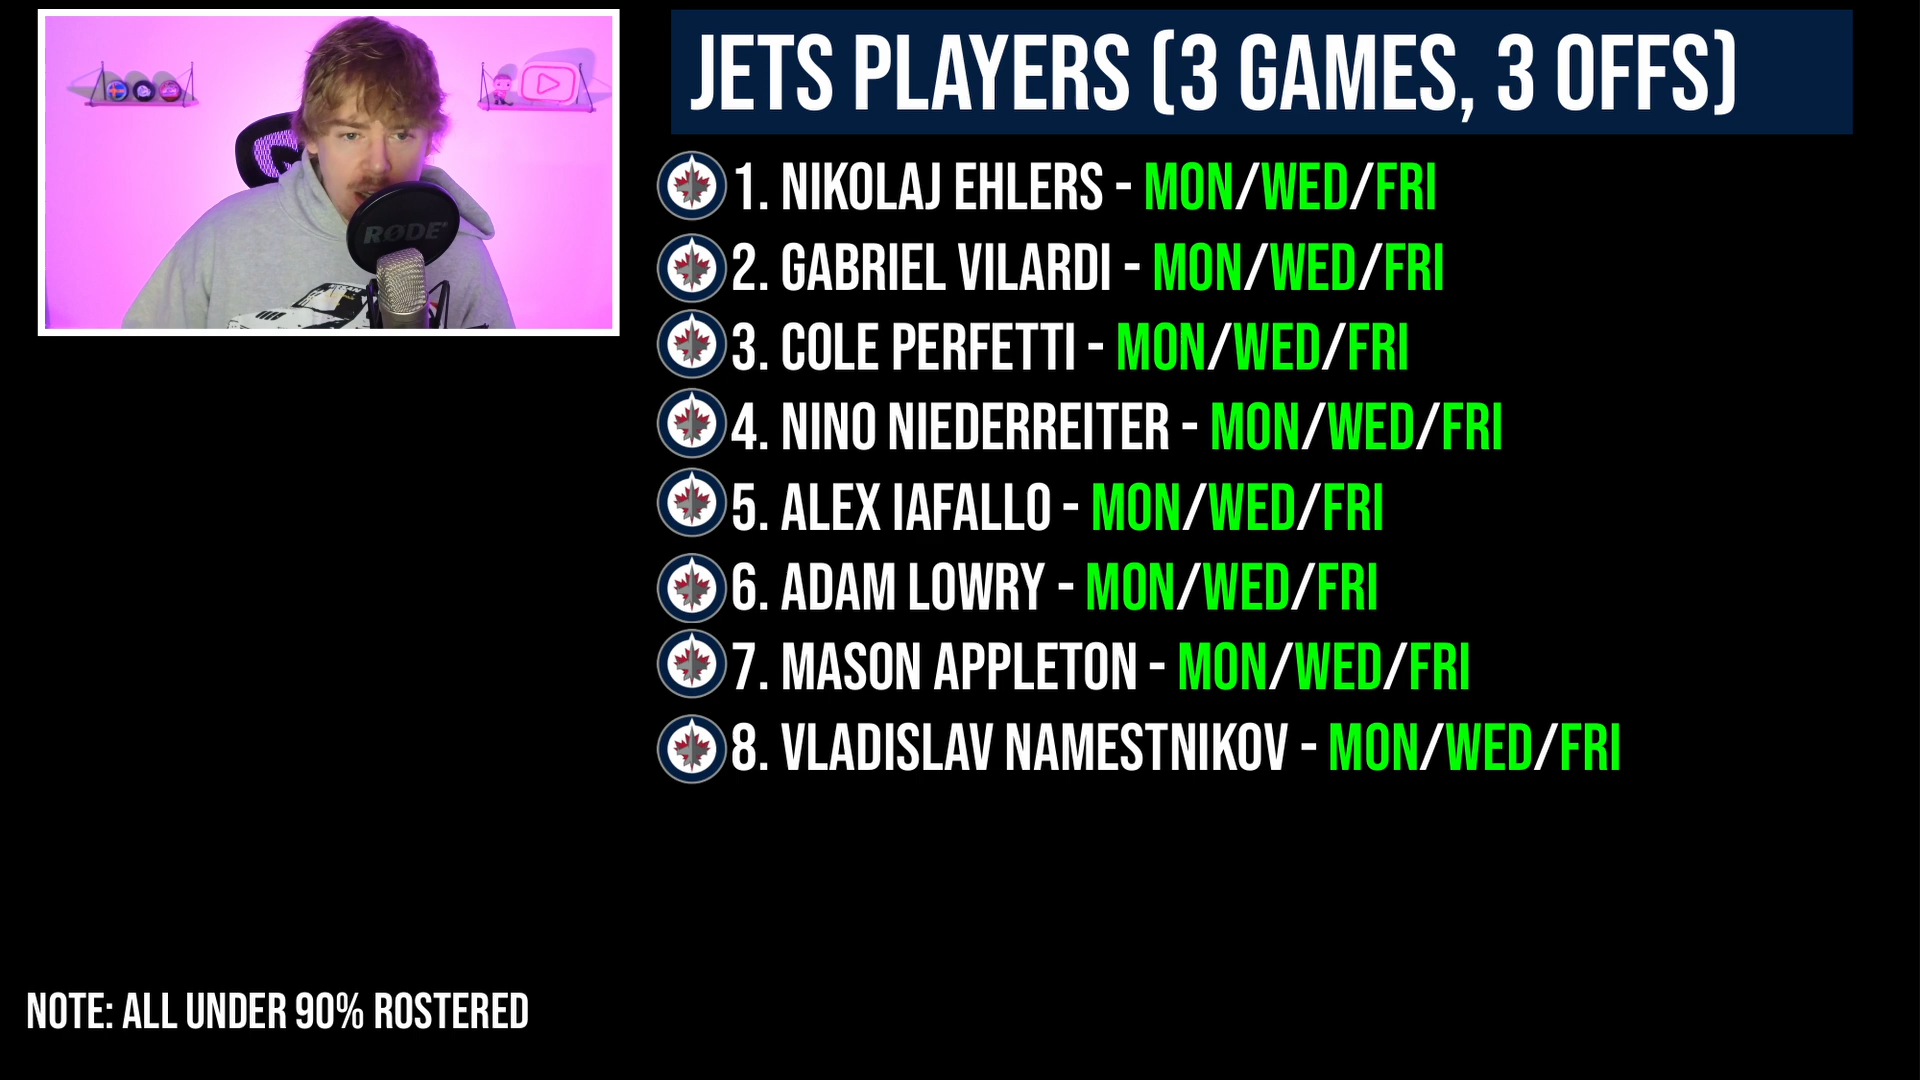 JETS PLAYERS (3 GAMES, 3 OFFS)
1. NIKOLAJ EHLERS - MON/WED/FRI
2. GABRIEL VILARDI - MON/WED/FRI
3. COLE PERFETTI - MON/WED/FRI
4. NINO NIEDERREITER - MON/WED/FRI
5. ALEX IAFALLO - MON/WED/FRI
6. ADAM LOWRY - MON/WED/FRI
7. MASON APPLETON - MON/WED/FRI
8. VLADISLAV NAMESTNIKOV - MON/WED/FRI
RØDE
NOTE: ALL UNDER 90% ROSTERED